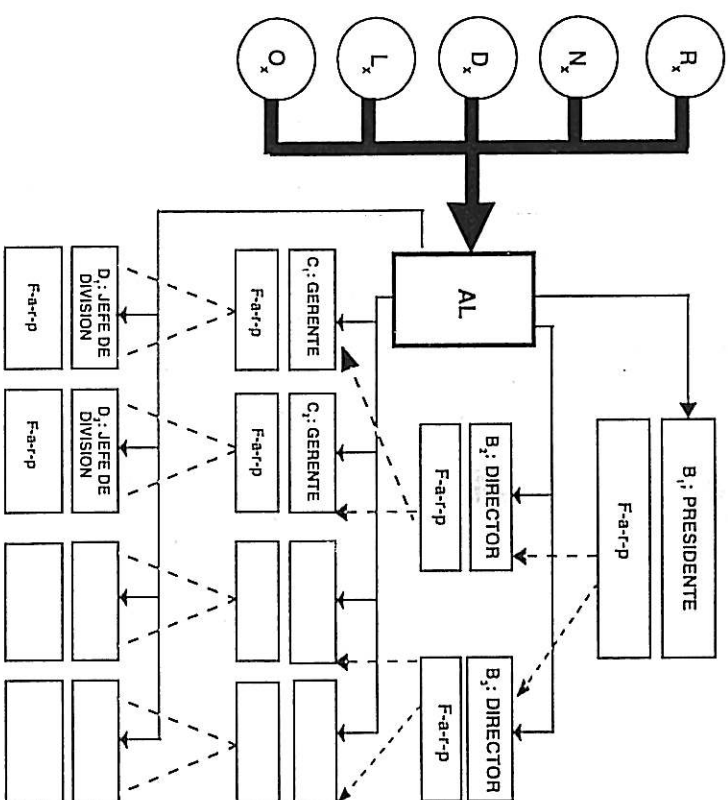 Rₓ
Nₓ
Dₓ
Lₓ
Oₓ
AL
B₁: PRESIDENTE
F-a-r-p
B₂: DIRECTOR
F-a-r-p
B₃: DIRECTOR
F-a-r-p
C₁: GERENTE
F-a-r-p
C₂: GERENTE
F-a-r-p
D₁: JEFE DE
DIVISION
F-a-r-p
D₂: JEFE DE
DIVISION
F-a-r-p